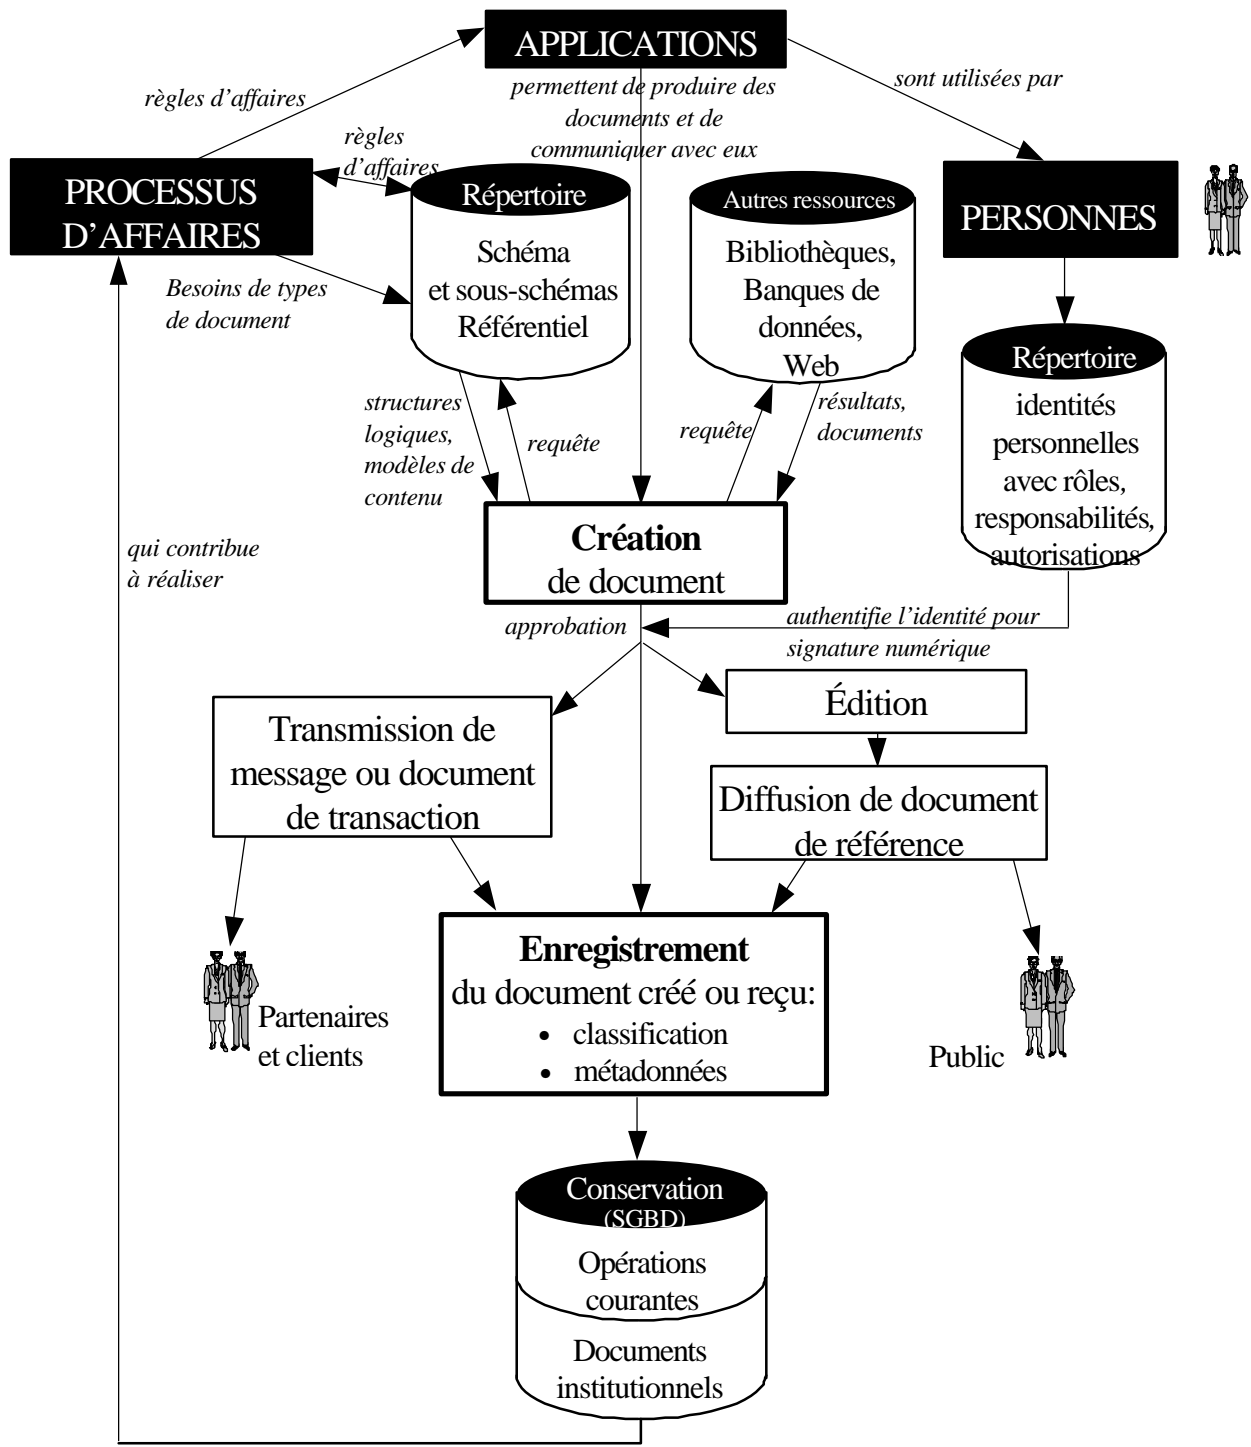 APPLICATIONS
permettent de produire des
documents et de
communiquer avec eux
sont utilisées par
règles d'affaires
règles
d'affaires
PROCESSUS
D'AFFAIRES
Répertoire
Schéma
et sous-schémas
Référentiel
Autres ressources
Bibliothèques,
Banques de
données,
Web
PERSONNES
Besoins de types
de document
Répertoire
identités
personnelles
avec rôles,
responsabilités,
autorisations
structures
logiques,
modèles de
contenu
requête
requête
résultats,
documents
Création
de document
qui contribue
à réaliser
approbation
authentifie l'identité pour
signature numérique
Transmission de
message ou document
de transaction
Édition
Diffusion de document
de référence
Enregistrement
du document créé ou reçu:
• classification
• métadonnées
Partenaires
et clients
Public
Conservation
(SGBD)
Opérations
courantes
Documents
institutionnels